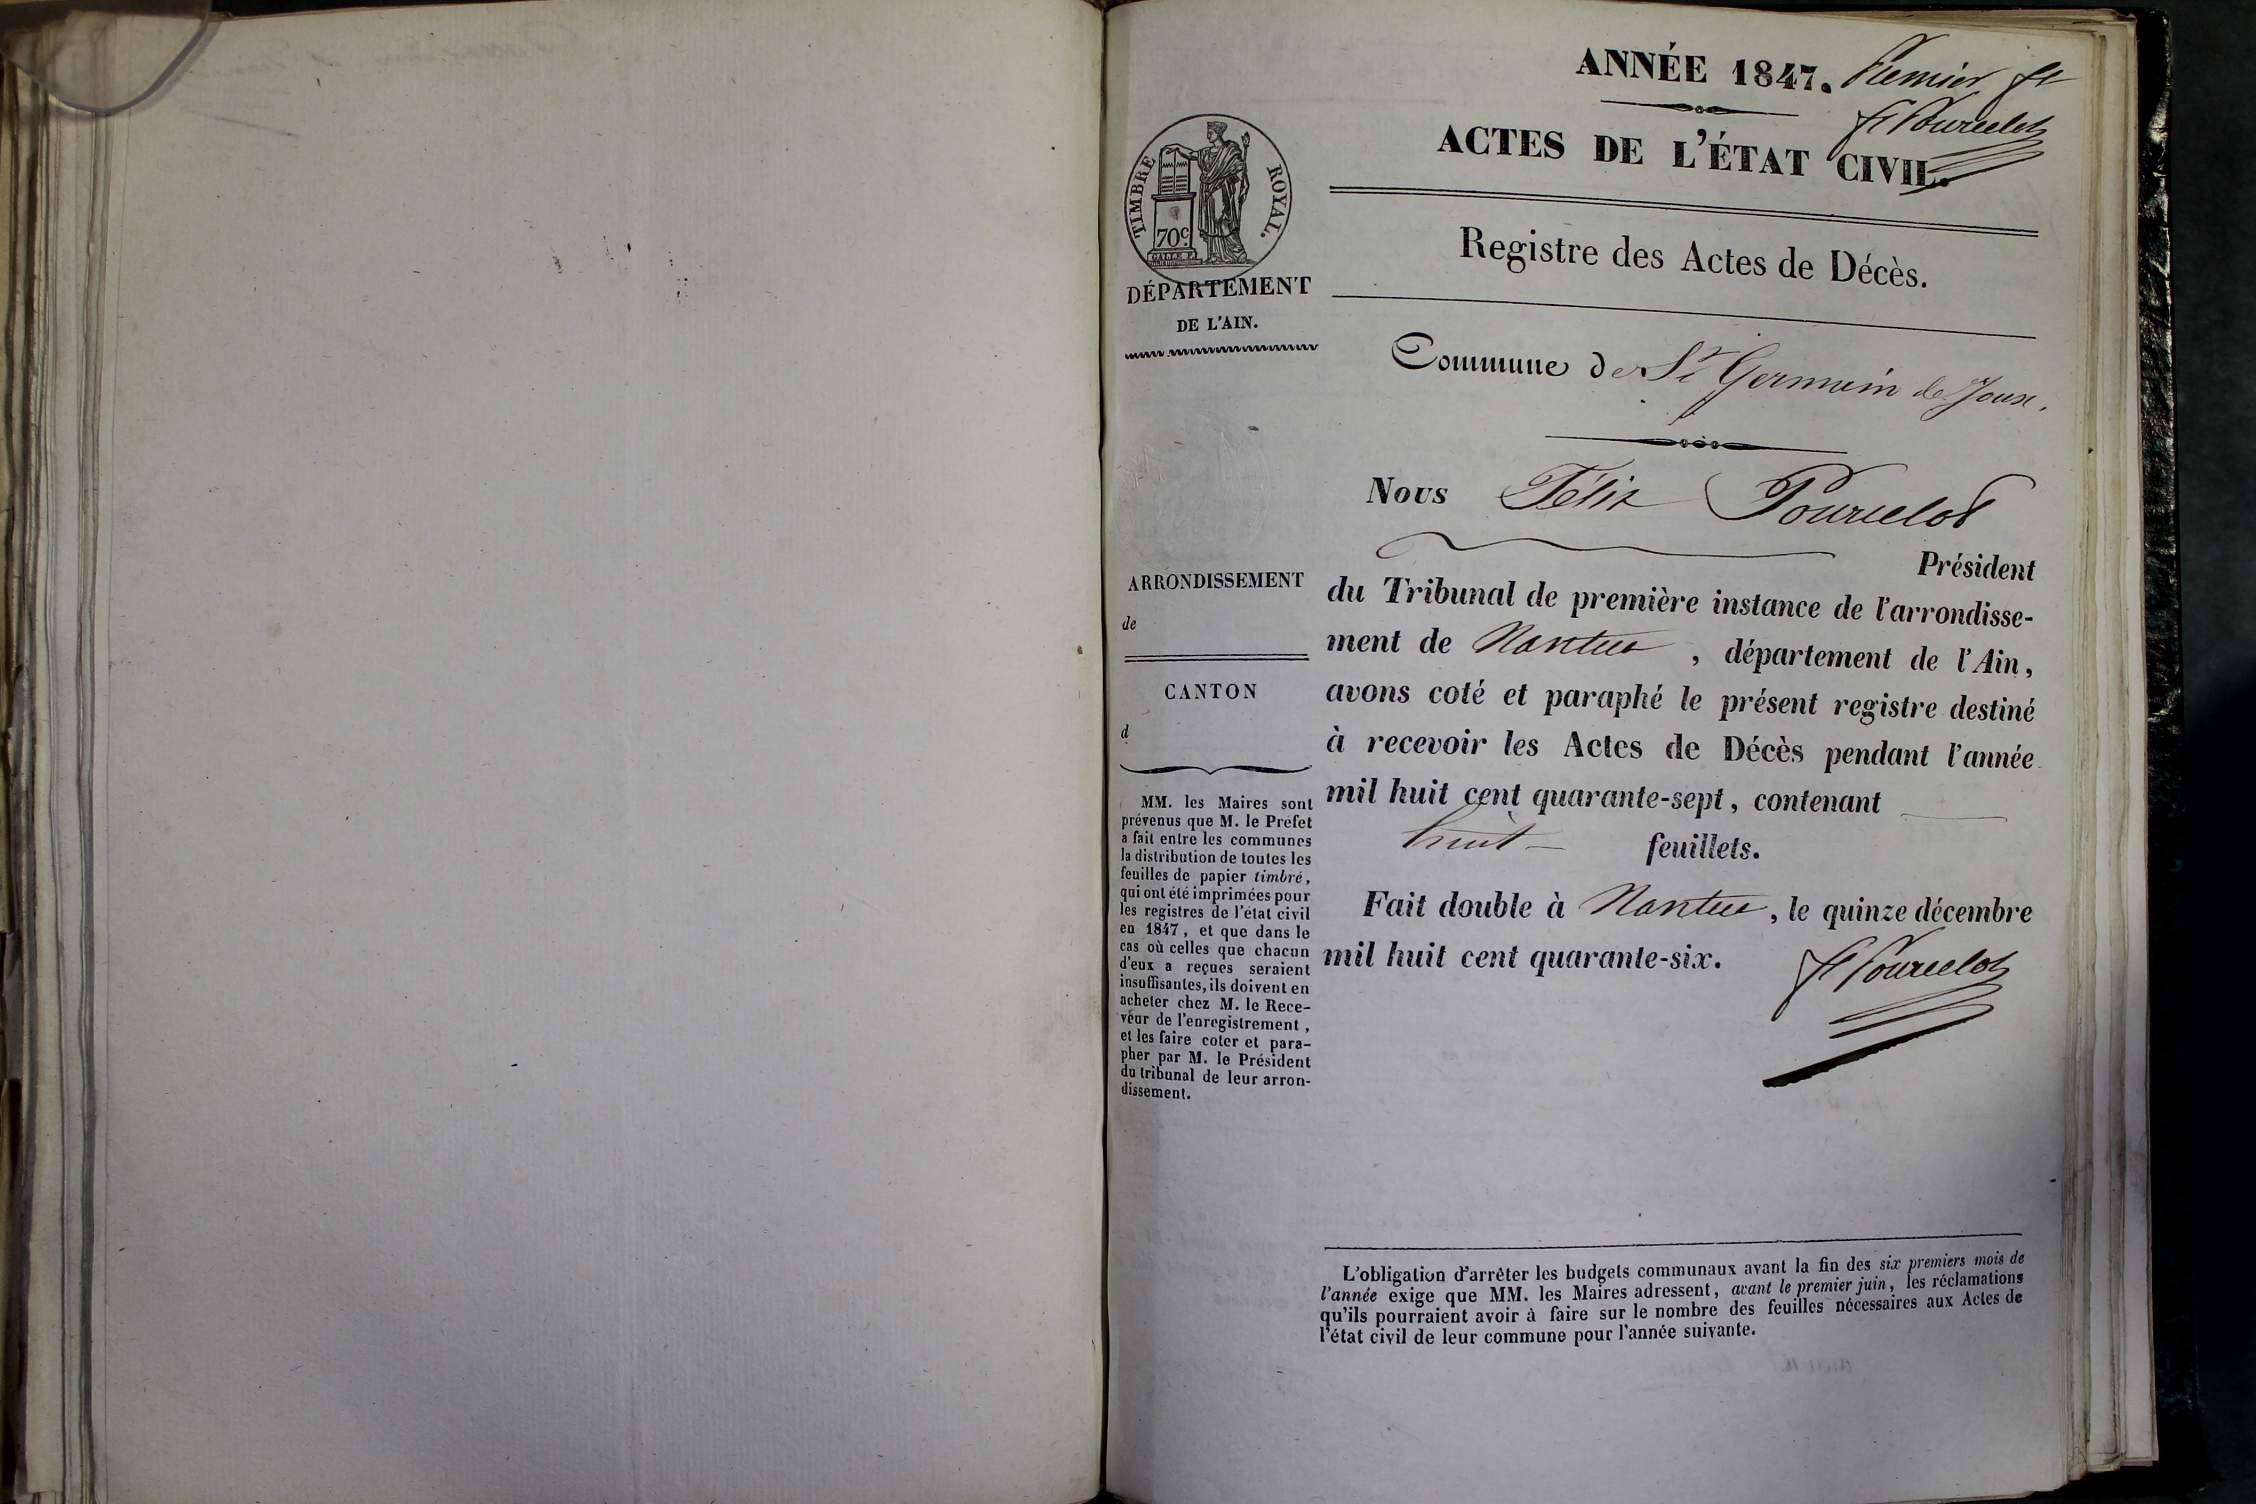 ANNÉE 1847. Premier ft
ft Pourcelot
ACTES DE L'ÉTAT CIVIL.
TIMBRE ROYAL.
70c.
DÉPARTEMENT
DE L'AIN.
Registre des Actes de Décès.
Commune de St Germain de Joux.
Nous Félix Pourcelot
Président
du Tribunal de première instance de l'arrondisse-
ment de Nantua , département de l'Ain,
avons coté et paraphé le présent registre destiné
à recevoir les Actes de Décès pendant l'année
mil huit cent quarante-sept, contenant
huit feuillets.
Fait double à Nantua, le quinze décembre
mil huit cent quarante-six.
ft Pourcelot
ARRONDISSEMENT
de
CANTON
d
MM. les Maires sont
prévenus que M. le Préfet
a fait entre les communes
la distribution de toutes les
feuilles de papier timbré,
qui ont été imprimées pour
les registres de l'état civil
en 1847, et que dans le
cas où celles que chacun
d'eux a reçues seraient
insuffisantes, ils doivent en
acheter chez M. le Rece-
veur de l'enregistrement,
et les faire coter et para-
pher par M. le Président
du tribunal de leur arron-
dissement.
L'obligation d'arrêter les budgets communaux avant la fin des six premiers mois de
l'année exige que MM. les Maires adressent, avant le premier juin, les réclamations
qu'ils pourraient avoir à faire sur le nombre des feuilles nécessaires aux Actes de
l'état civil de leur commune pour l'année suivante.